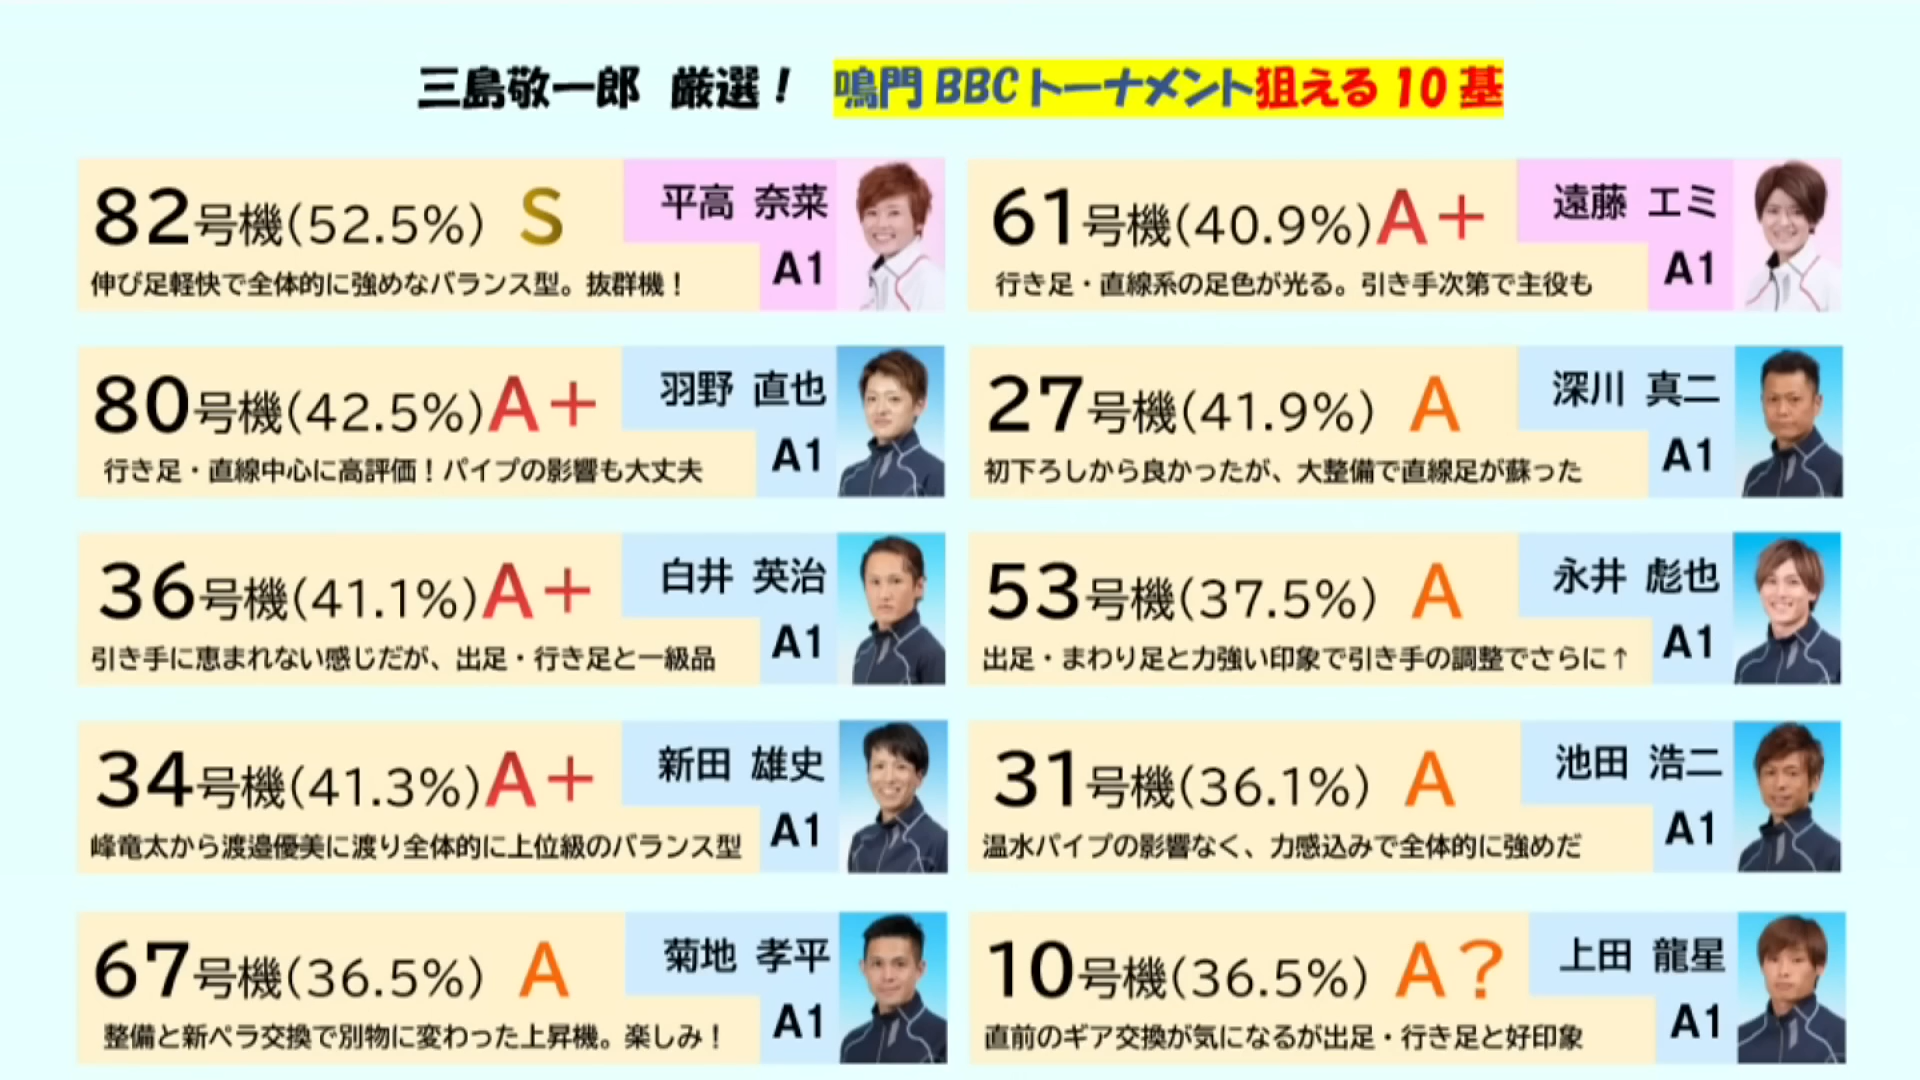 三島敬一郎 厳選！ 鳴門BBCトーナメント狙える10基
82号機(52.5%) S 平高 奈菜
A1
伸び足軽快で全体的に強めなバランス型。抜群機！
61号機(40.9%)A+ 遠藤 エミ
A1
行き足・直線系の足色が光る。引き手次第で主役も
80号機(42.5%)A+ 羽野 直也
A1
行き足・直線中心に高評価！パイプの影響も大丈夫
27号機(41.9%) A 深川 真二
A1
初下ろしから良かったが、大整備で直線足が蘇った
36号機(41.1%)A+ 白井 英治
A1
引き手に恵まれない感じだが、出足・行き足と一級品
53号機(37.5%) A 永井 彪也
A1
出足・まわり足と力強い印象で引き手の調整でさらに↑
34号機(41.3%)A+ 新田 雄史
A1
峰竜太から渡邉優美に渡り全体的に上位級のバランス型
31号機(36.1%) A 池田 浩二
A1
温水パイプの影響なく、力感込みで全体的に強めだ
67号機(36.5%) A 菊地 孝平
A1
整備と新ペラ交換で別物に変わった上昇機。楽しみ！
10号機(36.5%) A？ 上田 龍星
A1
直前のギア交換が気になるが出足・行き足と好印象